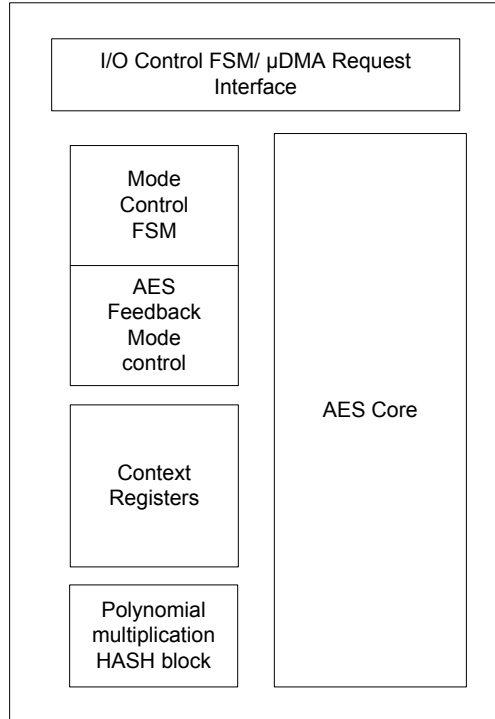 I/O Control FSM/ µDMA Request
Interface
Mode
Control
FSM
AES
Feedback
Mode
control
Context
Registers
Polynomial
multiplication
HASH block
AES Core